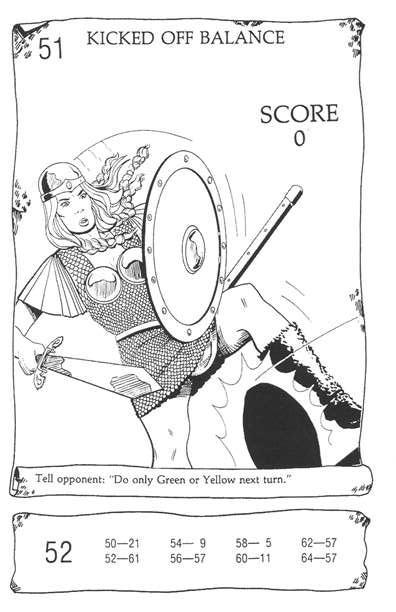 51
KICKED OFF BALANCE
SCORE
0
Tell opponent: "Do only Green or Yellow next turn."
52
50—21 54— 9 58— 5 62—57
52—61 56—57 60—11 64—57